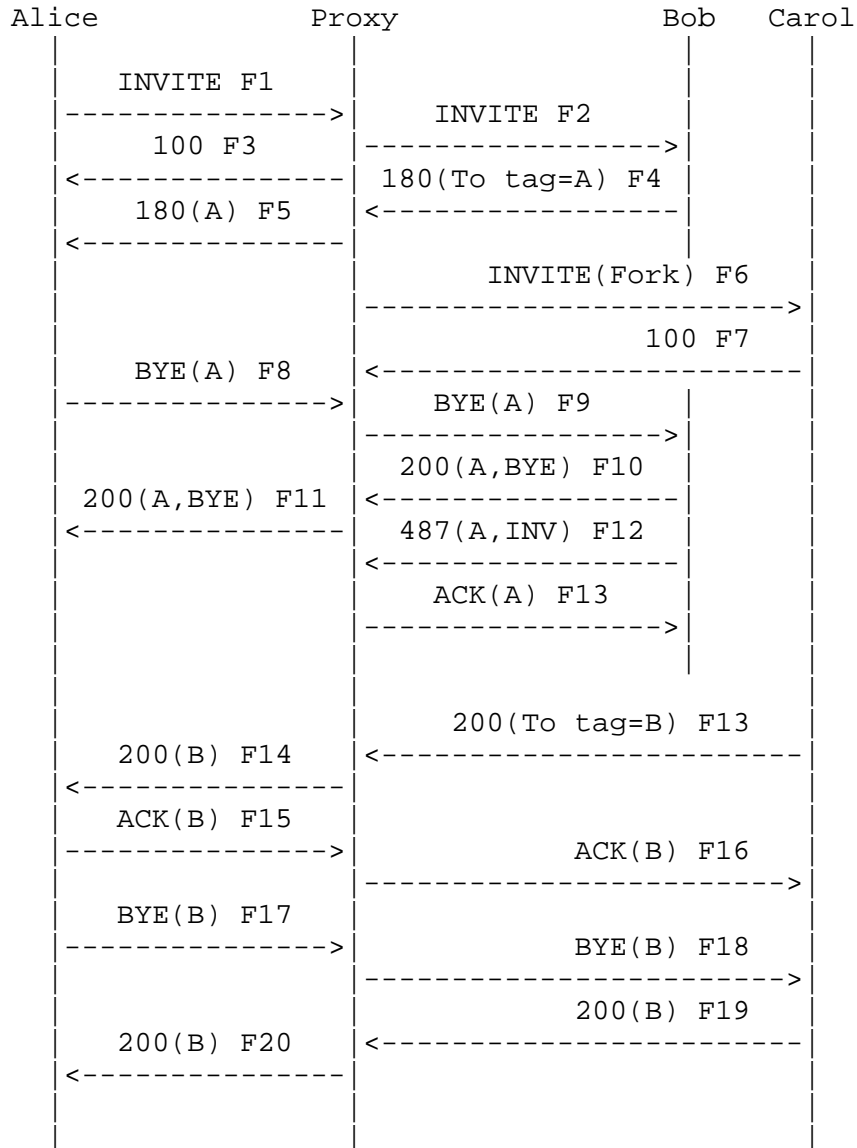 Alice Proxy Bob Carol
INVITE F1
INVITE F2
100 F3
180(To tag=A) F4
180(A) F5
INVITE(Fork) F6
100 F7
BYE(A) F8
BYE(A) F9
200(A,BYE) F10
200(A,BYE) F11
487(A,INV) F12
ACK(A) F13
200(To tag=B) F13
200(B) F14
ACK(B) F15
ACK(B) F16
BYE(B) F17
BYE(B) F18
200(B) F19
200(B) F20